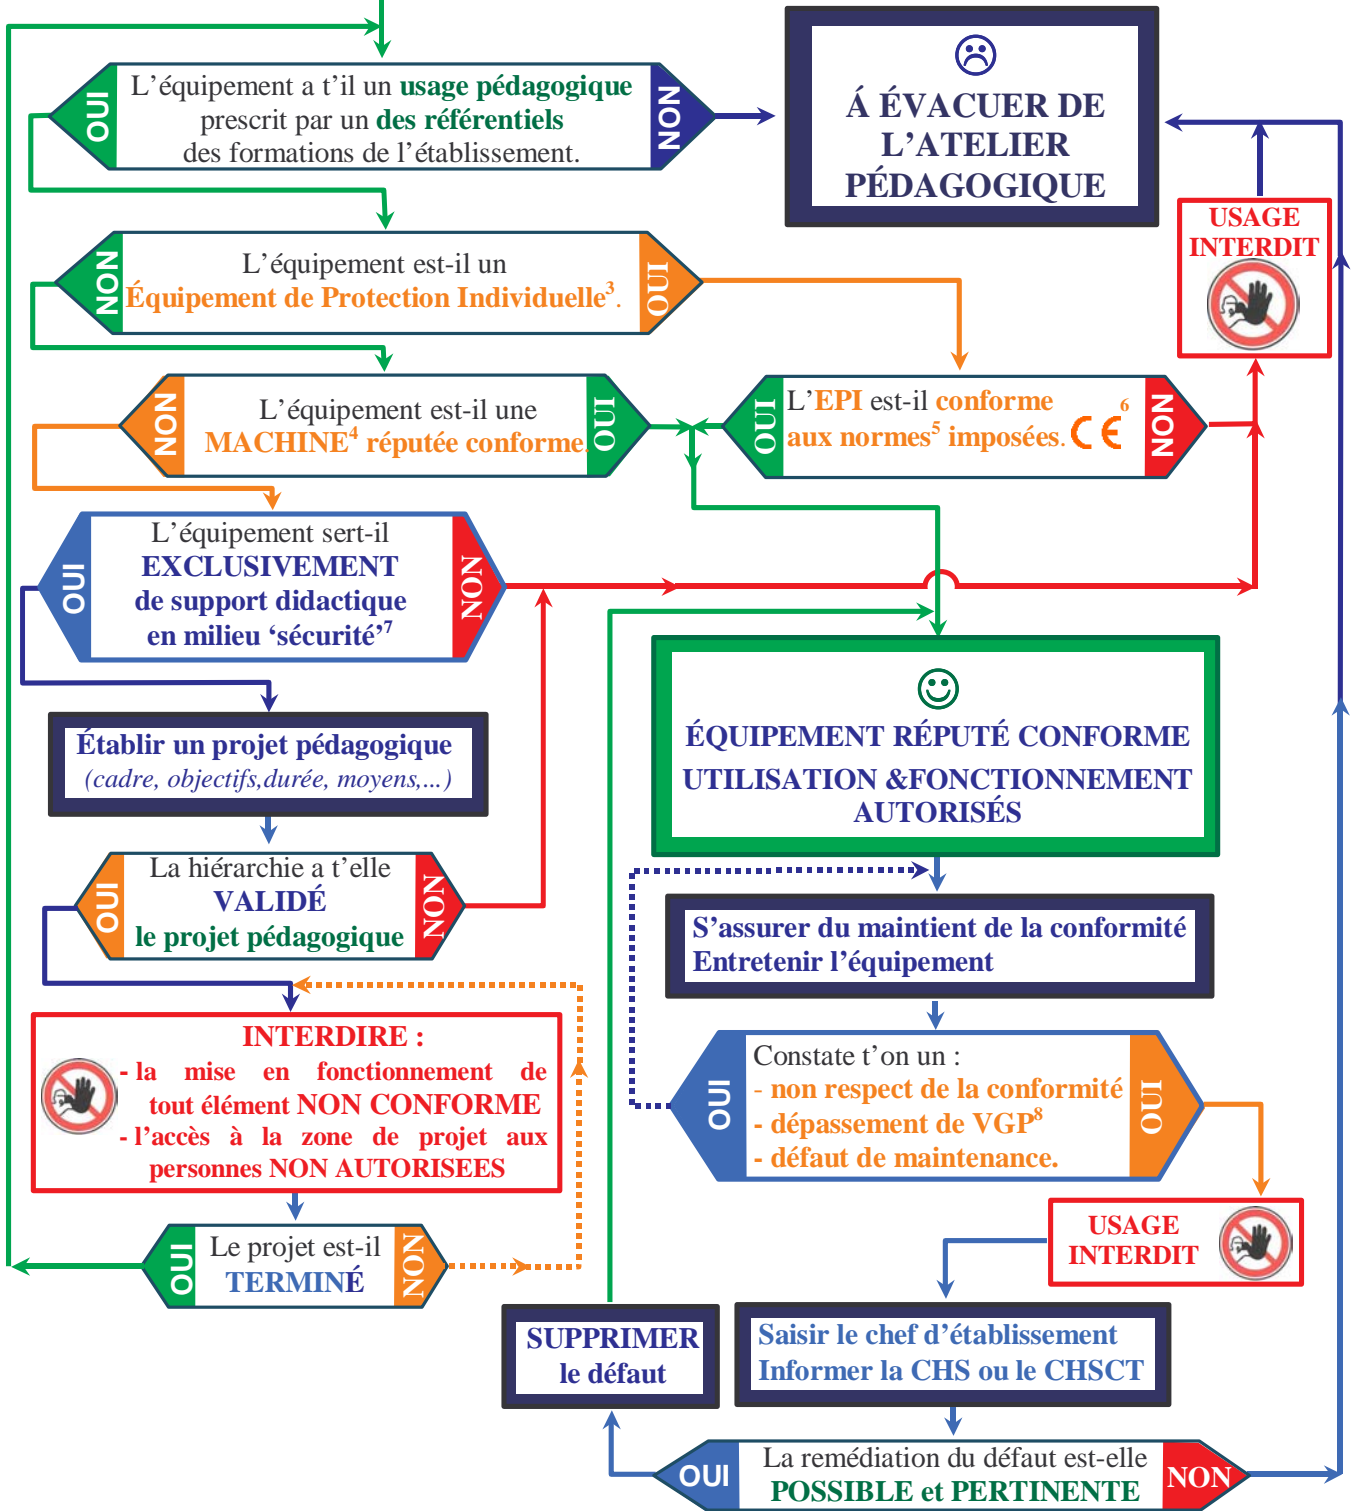 OUI
L'équipement a t'il un usage pédagogique
prescrit par un des référentiels
des formations de l'établissement.
NON
Á ÉVACUER DE
L'ATELIER
PÉDAGOGIQUE
USAGE
INTERDIT
NON
L'équipement est-il un
Équipement de Protection Individuelle³.
OUI
NON
L'équipement est-il une
MACHINE⁴ réputée conforme.
OUI
OUI
L'EPI est-il conforme
aux normes⁵ imposées. CE⁶
NON
OUI
L'équipement sert-il
EXCLUSIVEMENT
de support didactique
en milieu ‘sécurité’⁷
NON
Établir un projet pédagogique
(cadre, objectifs,durée, moyens,...)
OUI
La hiérarchie a t'elle
VALIDÉ
le projet pédagogique
NON
INTERDIRE :
- la mise en fonctionnement de
tout élément NON CONFORME
- l'accès à la zone de projet aux
personnes NON AUTORISEES
OUI
Le projet est-il
TERMINÉ
NON
ÉQUIPEMENT RÉPUTÉ CONFORME
UTILISATION &FONCTIONNEMENT
AUTORISÉS
S'assurer du maintient de la conformité
Entretenir l'équipement
OUI
Constate t'on un :
- non respect de la conformité
- dépassement de VGP⁸
- défaut de maintenance.
OUI
USAGE
INTERDIT
SUPPRIMER
le défaut
Saisir le chef d'établissement
Informer la CHS ou le CHSCT
OUI
La remédiation du défaut est-elle
POSSIBLE et PERTINENTE
NON